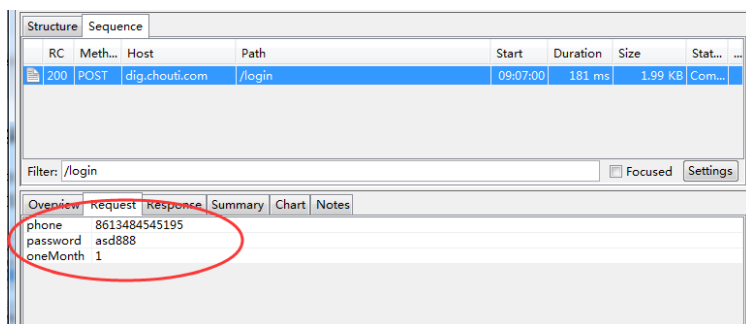 Structure Sequence
RC Meth... Host Path Start Duration Size Stat... ...
200 POST dig.chouti.com /login 09:07:00 181 ms 1.99 KB Com...
Filter: /login Focused Settings
Overview Request Response Summary Chart Notes
phone 8613484545195
password asd888
oneMonth 1